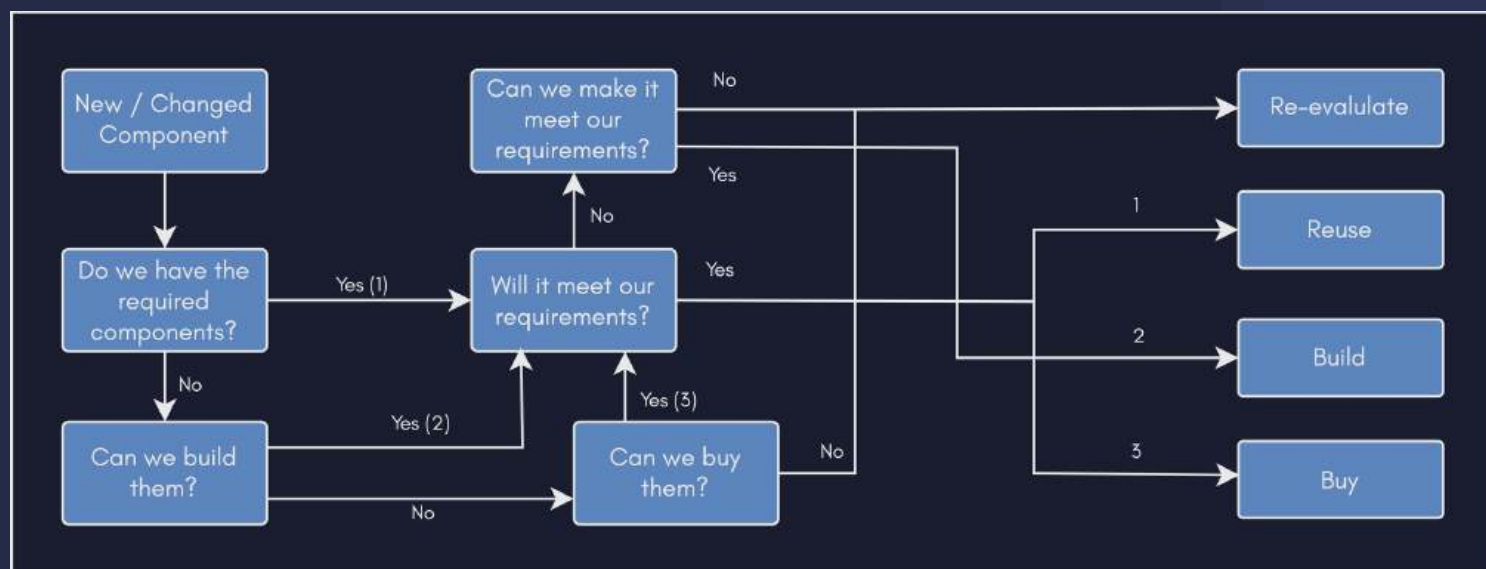 New / Changed
Component
Do we have the
required
components?
Yes (1)
No
Can we build
them?
Yes (2)
No
Can we make it
meet our
requirements?
No
Yes
No
Will it meet our
requirements?
Yes
Yes (3)
Can we buy
them?
No
1
2
3
Re-evalulate
Reuse
Build
Buy